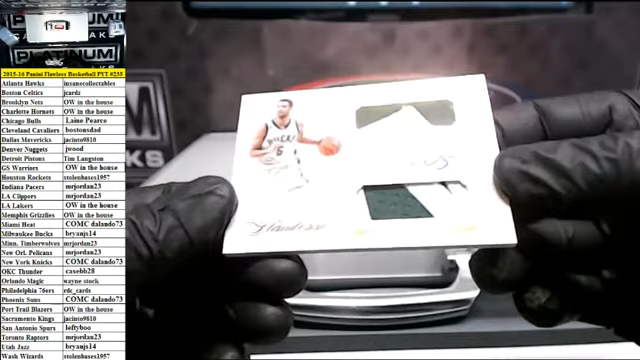 PLATINUM
2015-16 Panini Flawless Basketball PYT #235
Atlanta Hawks insanecollectables
Boston Celtics jcardz
Brooklyn Nets OW in the house
Charlotte Hornets OW in the house
Chicago Bulls Laine Pearce
Cleveland Cavaliers bostonsdad
Dallas Mavericks jacinto9810
Denver Nuggets jwood
Detroit Pistons Tim Langston
GS Warriors OW in the house
Houston Rockets stolenbases1957
Indiana Pacers mrjordan23
LA Clippers mrjordan23
LA Lakers OW in the house
Memphis Grizzlies OW in the house
Miami Heat COMC dalando73
Milwaukee Bucks bryanjs14
Minn. Timberwolves mrjordan23
New Orl. Pelicans mrjordan23
New York Knicks COMC dalando73
OKC Thunder casebb28
Orlando Magic wayne stock
Philadelphia 76ers rdc_cards
Phoenix Suns COMC dalando73
Port Trail Blazers OW in the house
Sacramento Kings jacinto9810
San Antonio Spurs leftyboo
Toronto Raptors mrjordan23
Utah Jazz bryanjs14
Wash Wizards stolenbases1957
BUCKS
Flawless